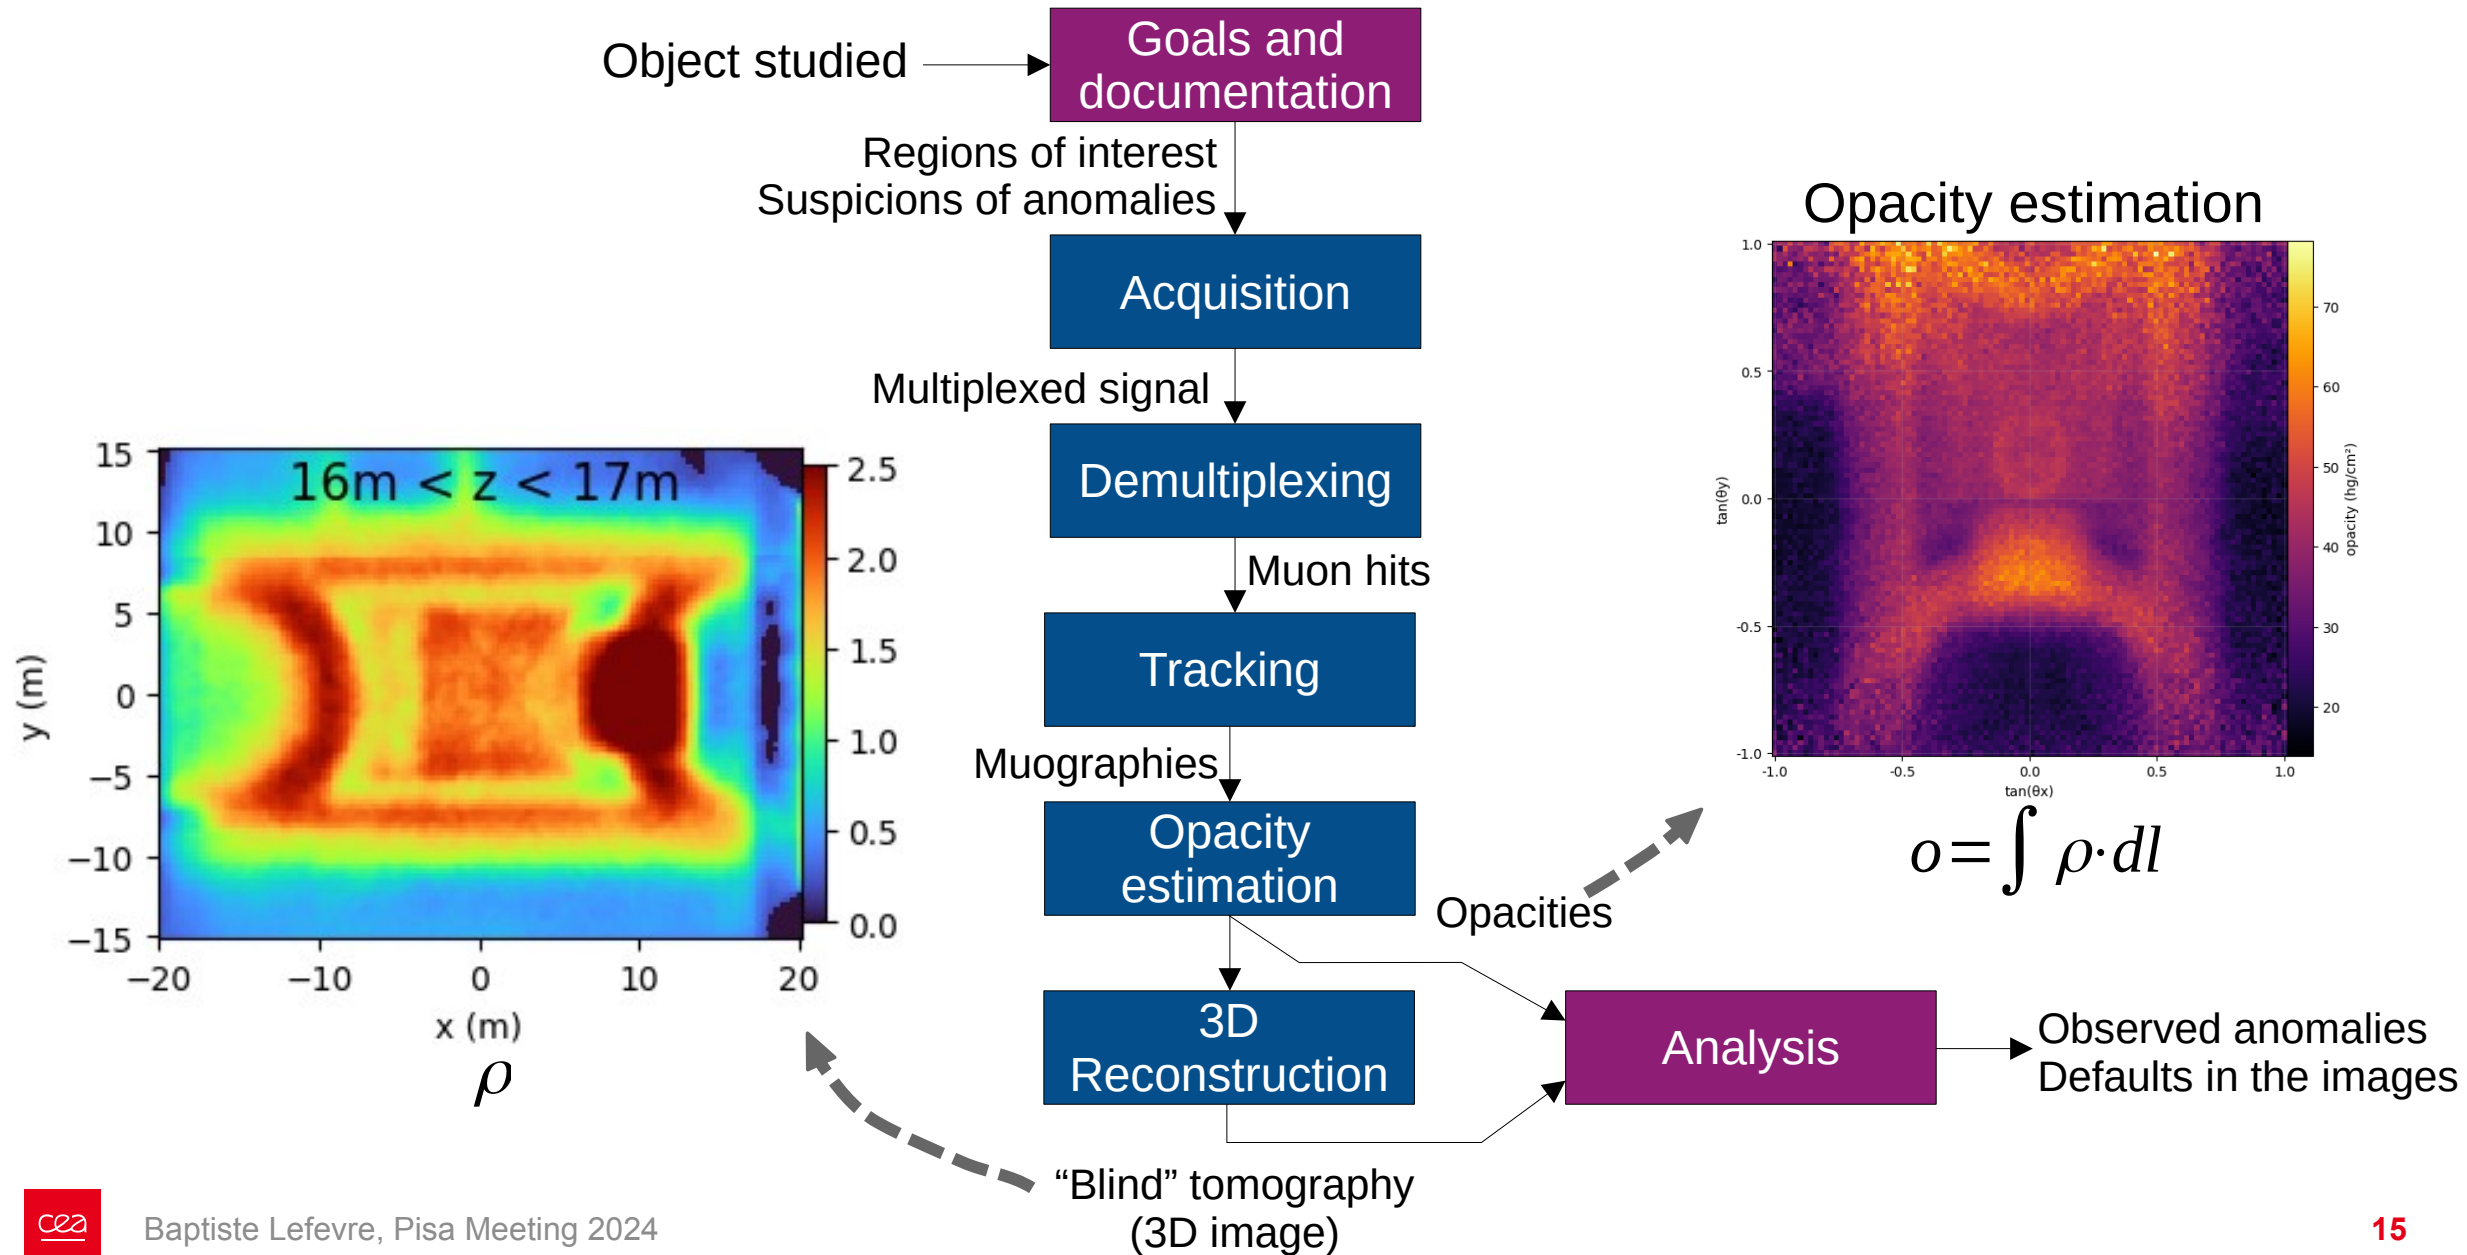 Object studied
Goals and
documentation
Regions of interest
Suspicions of anomalies
Acquisition
Multiplexed signal
Demultiplexing
Muon hits
Tracking
Muographies
Opacity
estimation
Opacities
3D
Reconstruction
Analysis
Observed anomalies
Defaults in the images
“Blind” tomography
(3D image)
16m < z < 17m
15
10
5
0
−5
−10
−15
y (m)
−20
−10
0
10
20
x (m)
2.5
2.0
1.5
1.0
0.5
0.0
ρ
Opacity estimation
1.0
0.5
0.0
-0.5
-1.0
tan(θy)
-1.0
-0.5
0.0
0.5
1.0
tan(θx)
70
60
50
40
30
20
opacity (hg/cm²)
o=∫ ρ·dl
cea
Baptiste Lefevre, Pisa Meeting 2024
15